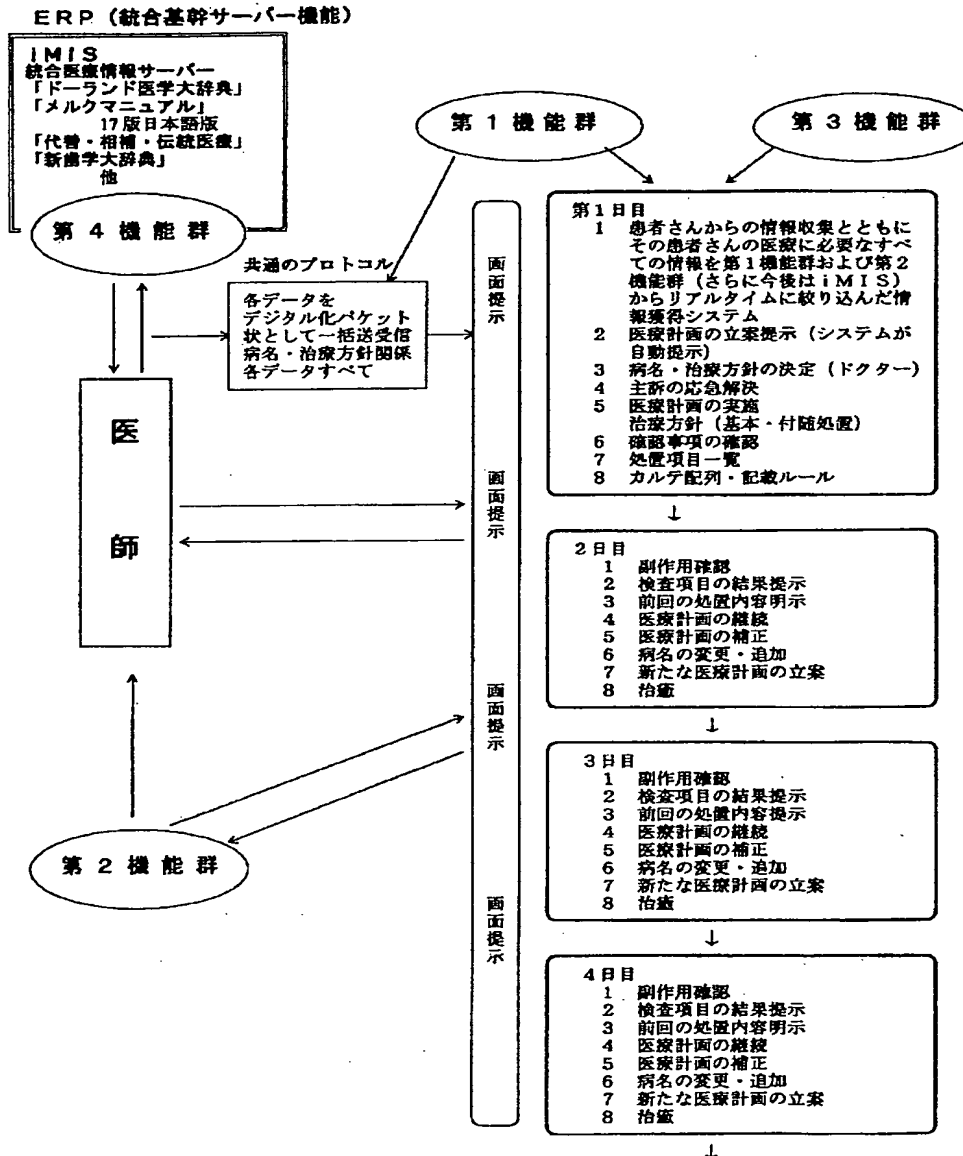 ERP（統合基幹サーバー機能）
iMIS
統合医療情報サーバー
「ドーランド医学大辞典」
「メルクマニュアル」
17版日本語版
「代替・相補・伝統医療」
「新歯学大辞典」
他
第4機能群
第1機能群
第3機能群
共通のプロトコル
各データを
デジタル化パケット
状として一括送受信
病名・治療方針関係
各データすべて
医師
第2機能群
画面提示
画面提示
画面提示
画面提示
第1日目
1 患者さんからの情報収集とともに
その患者さんの医療に必要なすべ
ての情報を第1機能群および第2
機能群（さらに今後はiMIS）
からリアルタイムに絞り込んだ情
報獲得システム
2 医療計画の立案提示（システムが
自動提示）
3 病名・治療方針の決定（ドクター）
4 主訴の応急解決
5 医療計画の実施
治療方針（基本・付随処置）
6 確認事項の確認
7 処置項目一覧
8 カルテ配列・記載ルール
2日目
1 副作用確認
2 検査項目の結果提示
3 前回の処置内容明示
4 医療計画の継続
5 医療計画の補正
6 病名の変更・追加
7 新たな医療計画の立案
8 治癒
3日目
1 副作用確認
2 検査項目の結果提示
3 前回の処置内容提示
4 医療計画の継続
5 医療計画の補正
6 病名の変更・追加
7 新たな医療計画の立案
8 治癒
4日目
1 副作用確認
2 検査項目の結果提示
3 前回の処置内容明示
4 医療計画の継続
5 医療計画の補正
6 病名の変更・追加
7 新たな医療計画の立案
8 治癒